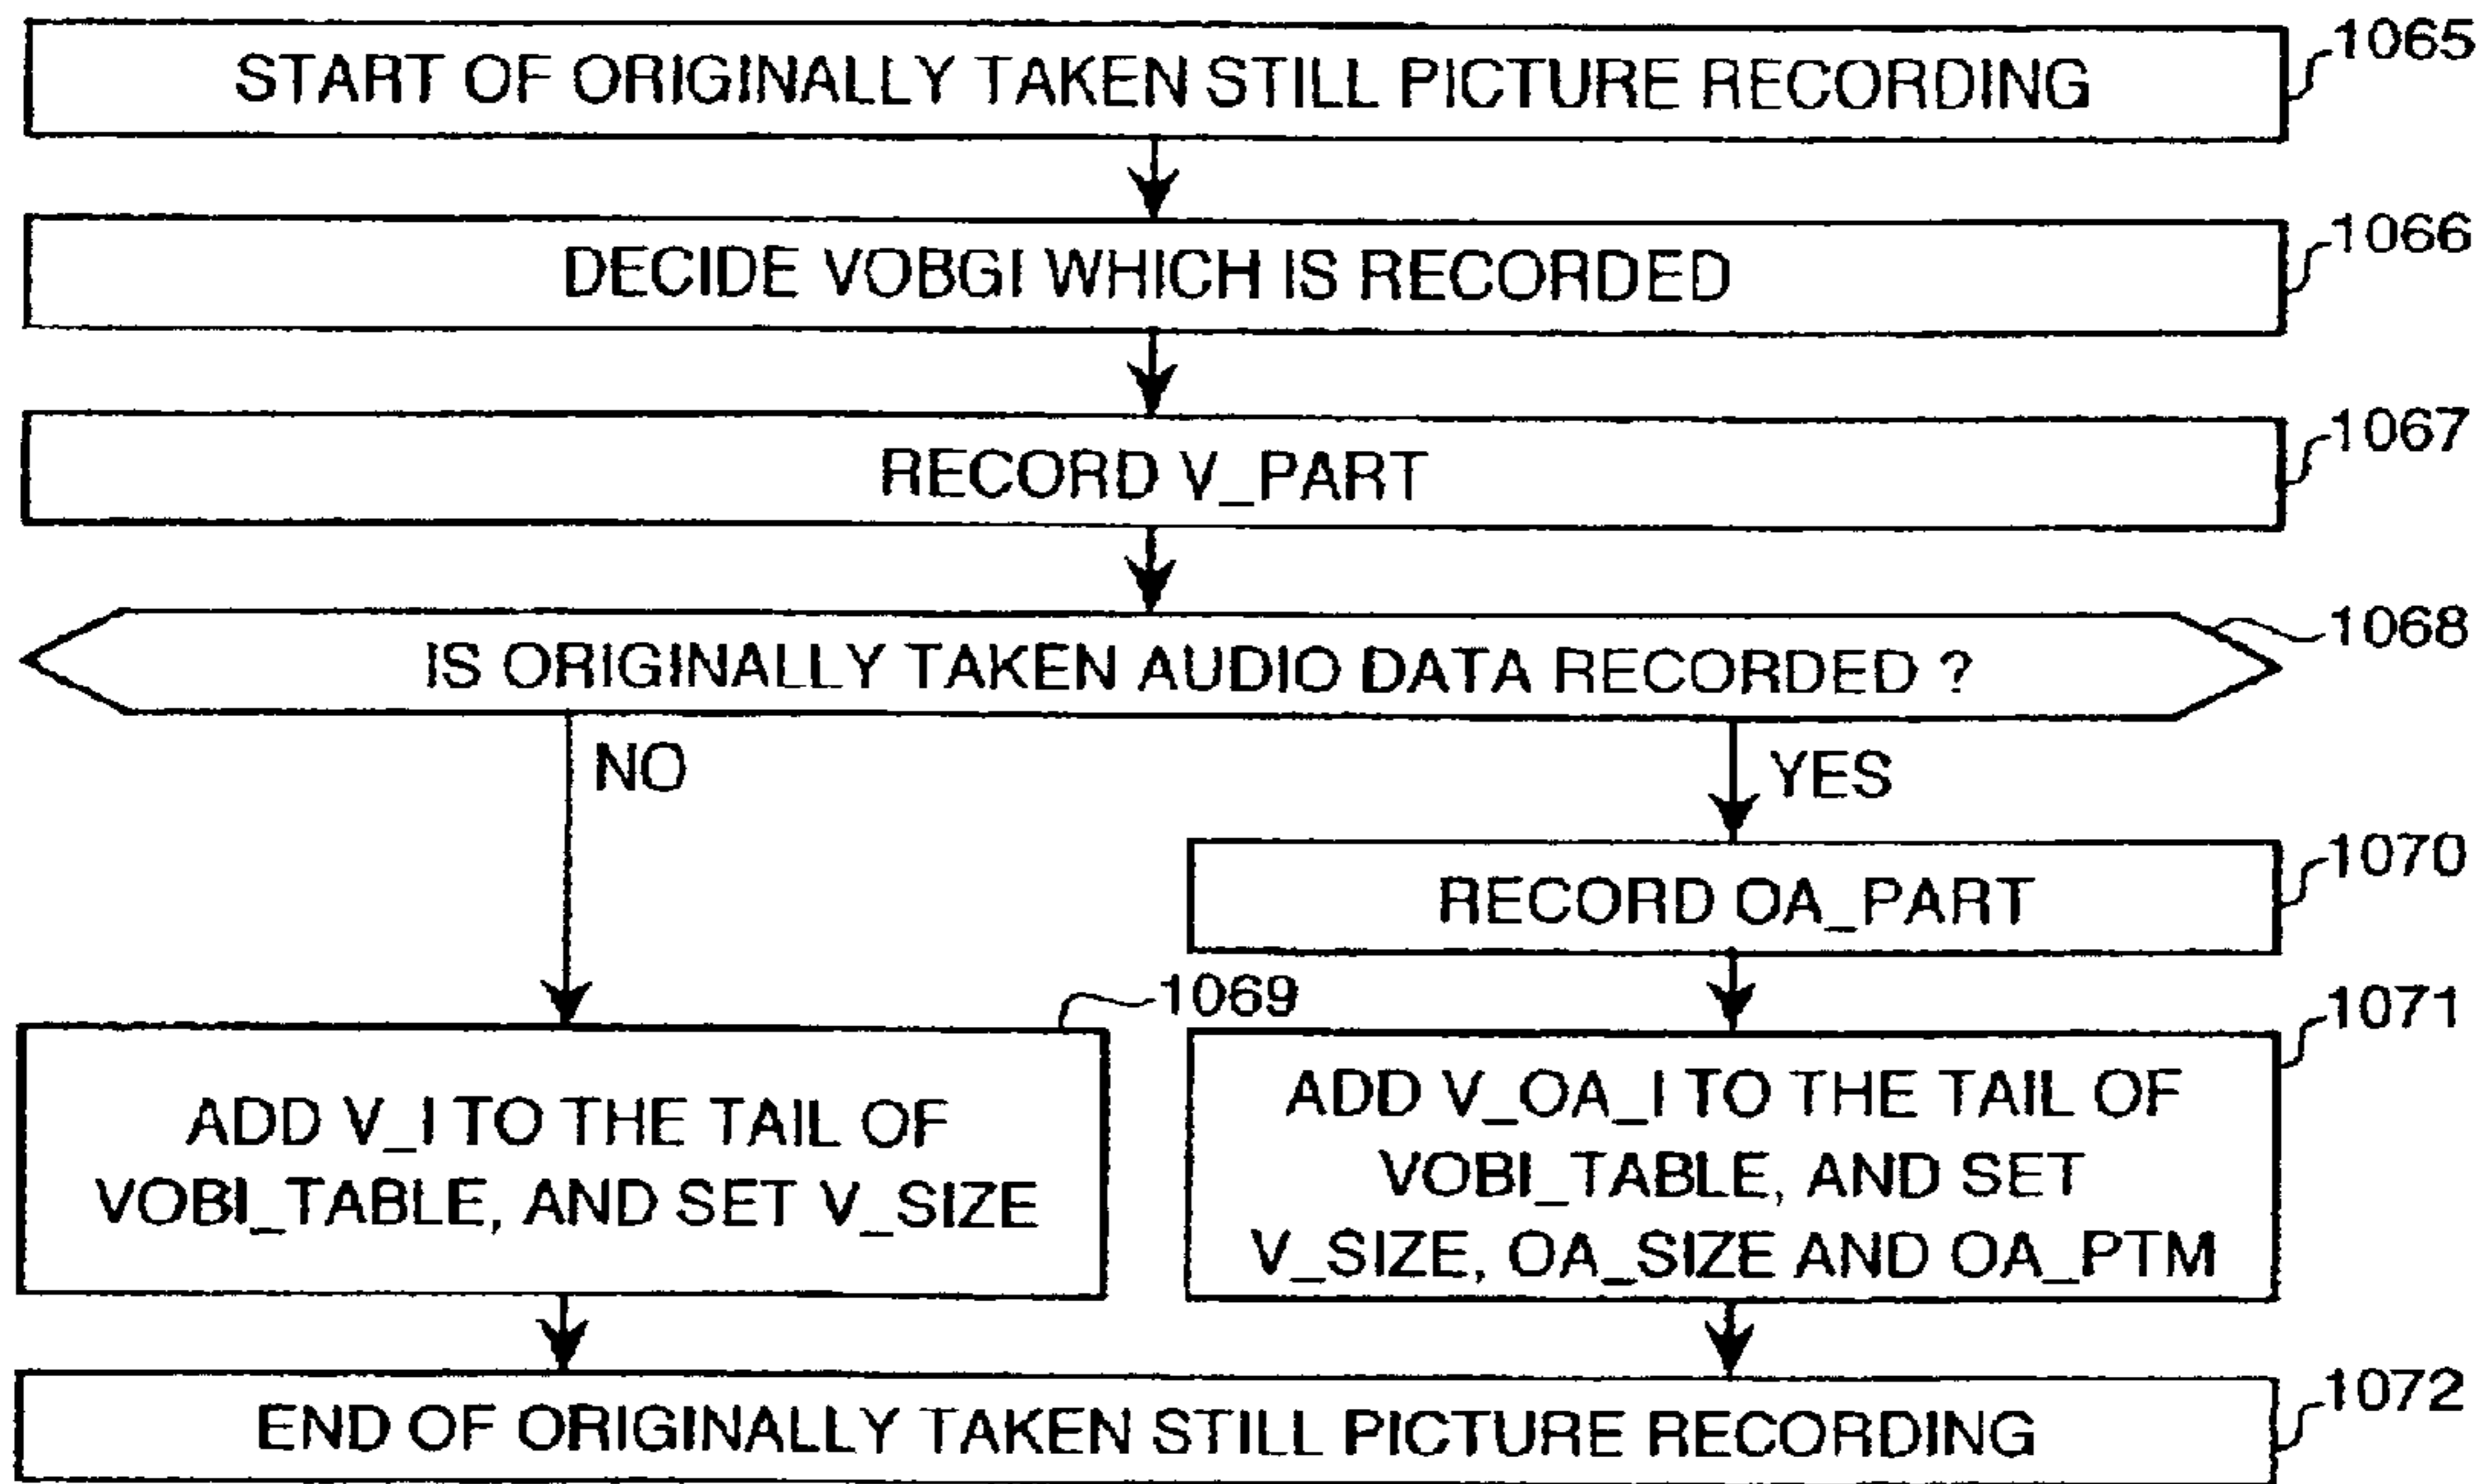 START OF ORIGINALLY TAKEN STILL PICTURE RECORDING
1065
DECIDE VOBGI WHICH IS RECORDED
1066
RECORD V_PART
1067
IS ORIGINALLY TAKEN AUDIO DATA RECORDED ?
1068
NO
YES
RECORD OA_PART
1070
1069
ADD V_I TO THE TAIL OF
VOBI_TABLE, AND SET V_SIZE
1071
ADD V_OA_I TO THE TAIL OF
VOBI_TABLE, AND SET
V_SIZE, OA_SIZE AND OA_PTM
END OF ORIGINALLY TAKEN STILL PICTURE RECORDING
1072